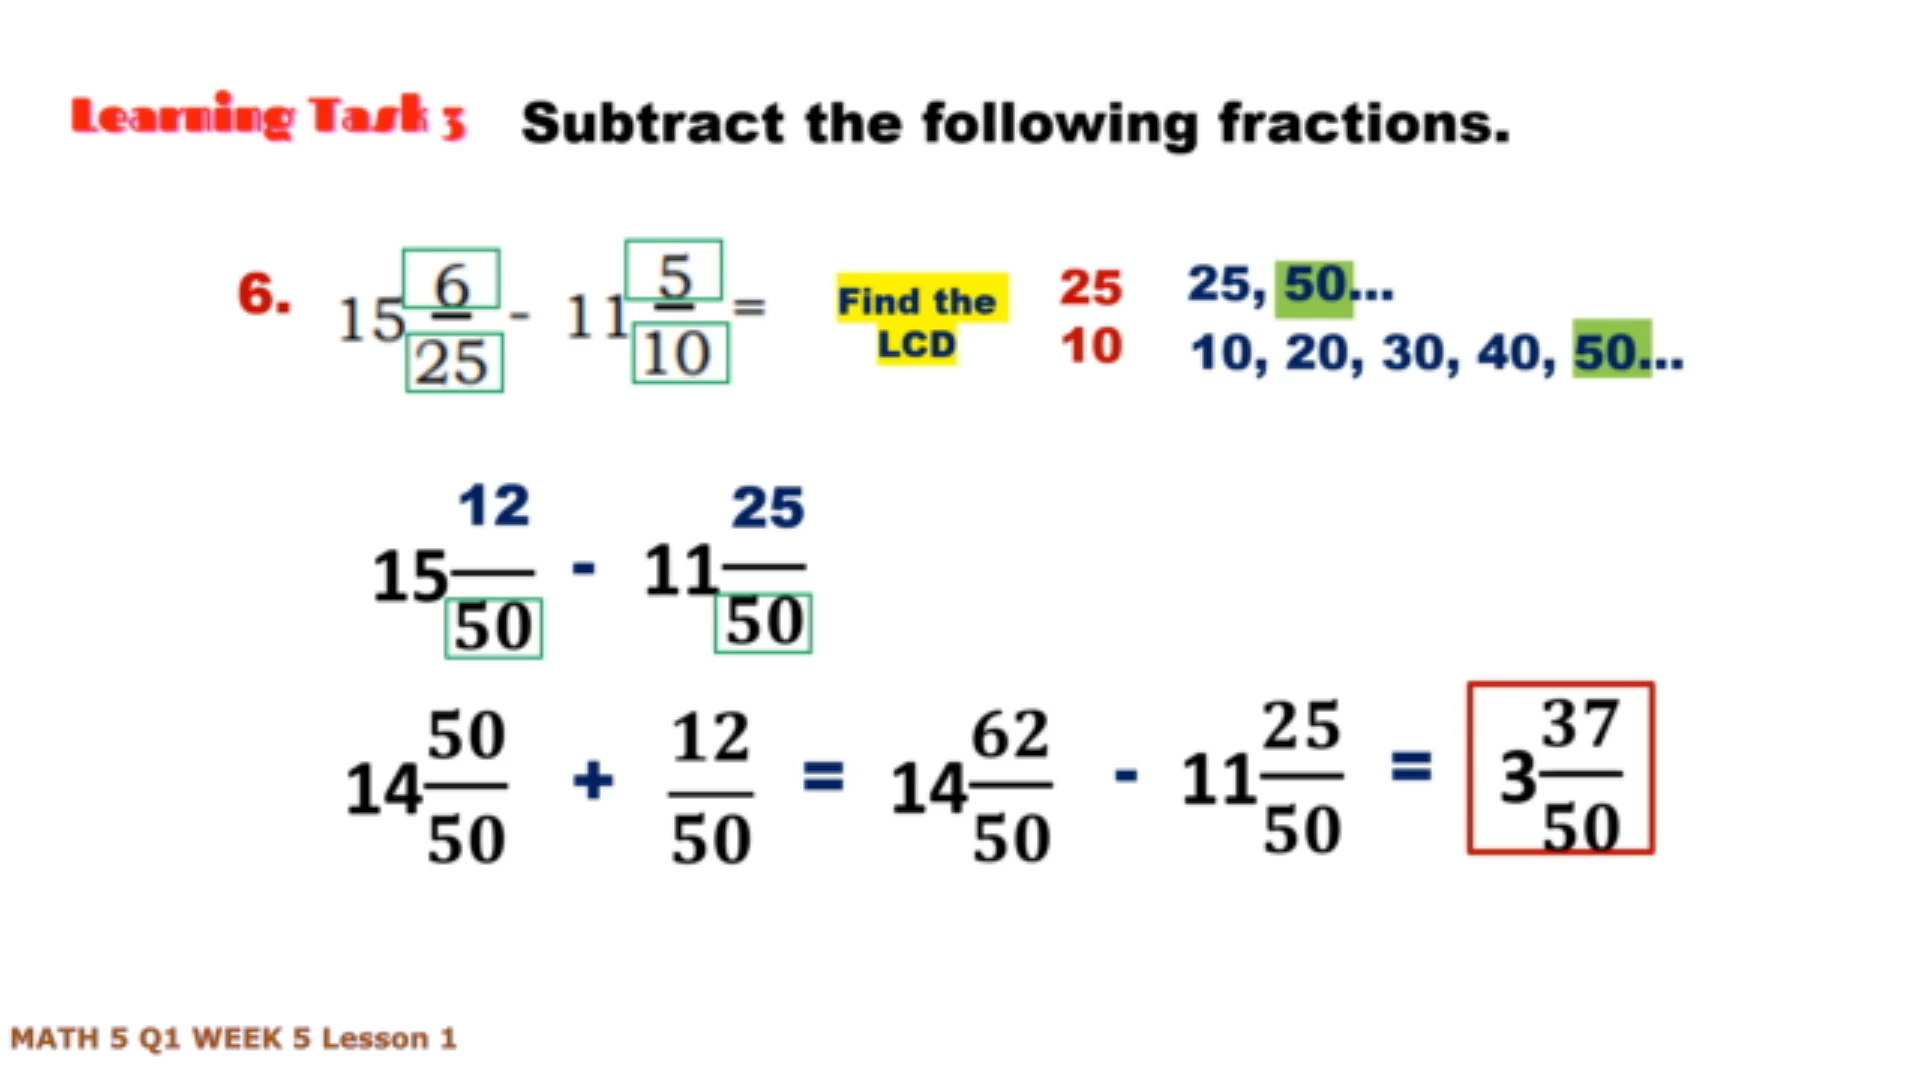 Learning Task 3 Subtract the following fractions.
6. 15 6/25 - 11 5/10 =
Find the
LCD
25 25, 50...
10 10, 20, 30, 40, 50...
15 12/50 - 11 25/50
14 50/50 + 12/50 = 14 62/50 - 11 25/50 = 3 37/50
MATH 5 Q1 WEEK 5 Lesson 1